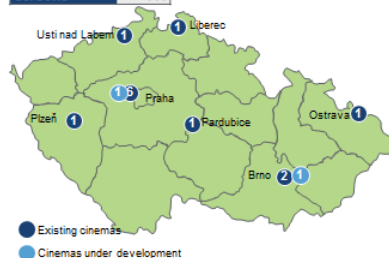 Usti nad Labem 1
1 Liberec
1 6 Praha
Plzeň 1
1 Pardubice
Ostrava 1
Brno 2 1
Existing cinemas
Cinemas under development